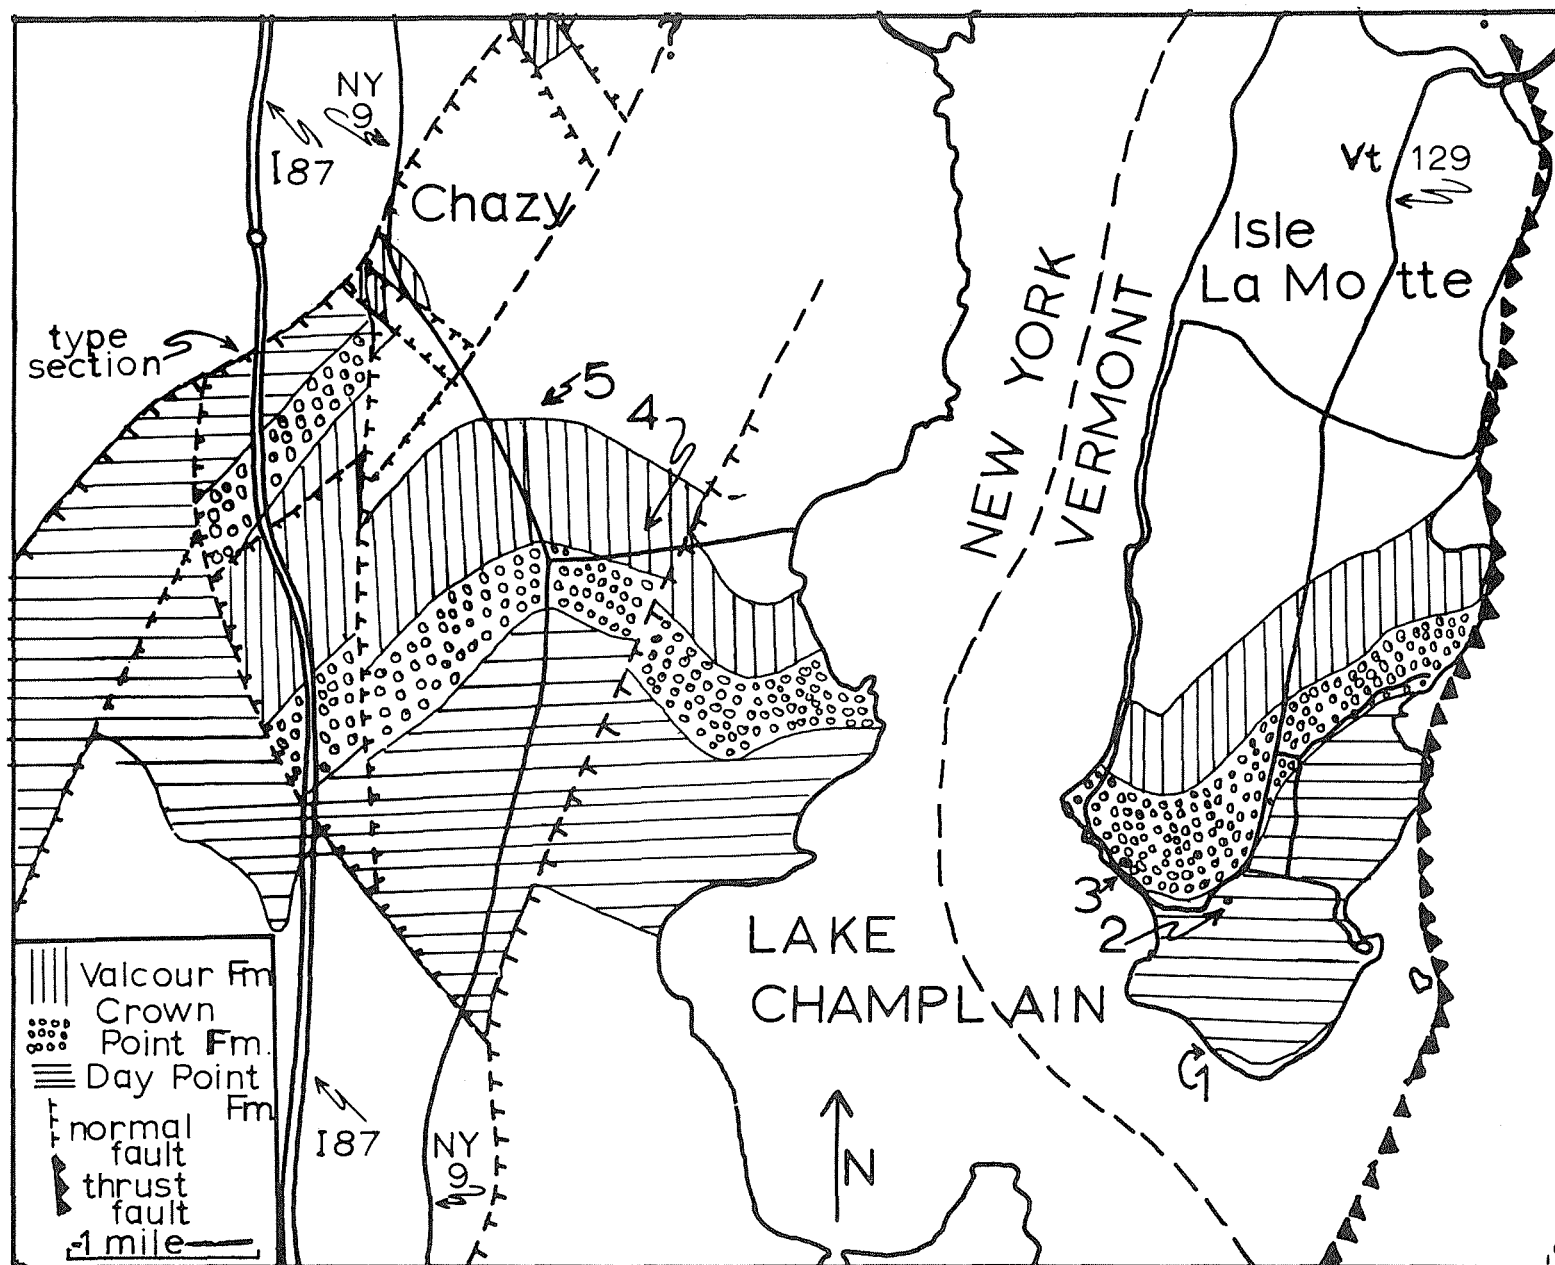 NY
9
I87
Chazy
?
Vt 129
Isle
La Motte
NEW YORK
VERMONT
type
section
5
4
3
2
1
LAKE
CHAMPLAIN
N
Valcour Fm
Crown
Point Fm.
Day Point
Fm
normal
fault
thrust
fault
1 mile
I87
NY
9